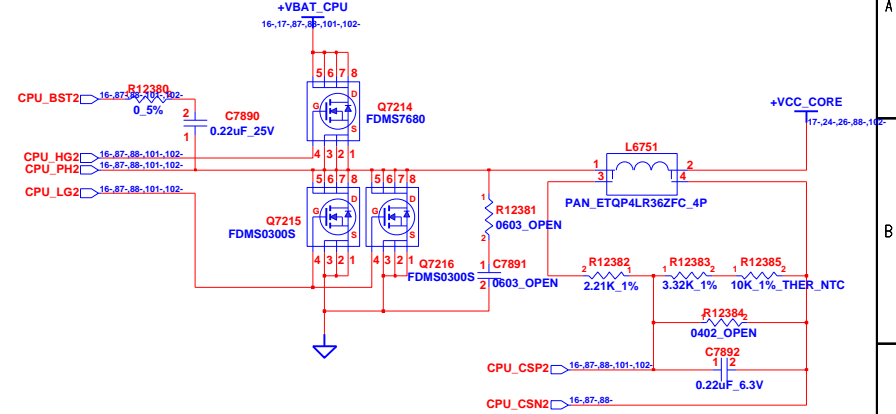 +VBAT_CPU
16-,17-,87-,88-,101-,102-
A
5 6 7 8
R12380
CPU_BST2 16-,87-,88-,101-,102-
0_5%
D
Q7214
FDMS7680
G
S
2
C7890
0.22uF_25V
1
+VCC_CORE
17-,24-,26-,88-,102-
CPU_HG2 16-,87-,88-,101-,102-
4 3 2 1
CPU_PH2 16-,87-,88-,101-,102-
L6751
1 2
3 4
PAN_ETQP4LR36ZFC_4P
CPU_LG2 16-,87-,88-,101-,102-
5 6 7 8
5 6 7 8
D
D
Q7215
FDMS0300S
G
G
S
S
1
R12381
0603_OPEN
2
B
4 3 2 1
4 3 2 1
Q7216
FDMS0300S
1
C7891
0603_OPEN
2
R12382
2 1
2.21K_1%
R12383
1 2
3.32K_1%
R12385
1 2
10K_1%_THER_NTC
R12384
1 2
0402_OPEN
C7892
1 2
0.22uF_6.3V
CPU_CSP2 16-,87-,88-,101-,102-
CPU_CSN2 16-,87-,88-